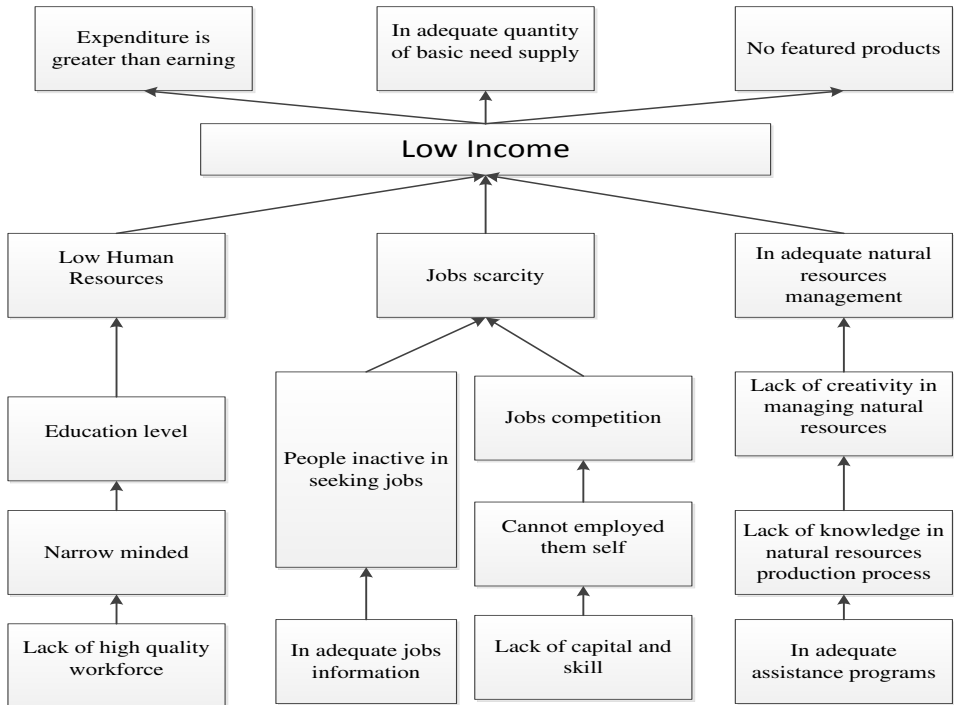 Expenditure is
greater than earning
In adequate quantity
of basic need supply
No featured products
Low Income
Low Human
Resources
Jobs scarcity
In adequate natural
resources
management
Education level
People inactive in
seeking jobs
Jobs competition
Lack of creativity in
managing natural
resources
Narrow minded
Cannot employed
them self
Lack of knowledge in
natural resources
production process
Lack of high quality
workforce
In adequate jobs
information
Lack of capital and
skill
In adequate
assistance programs